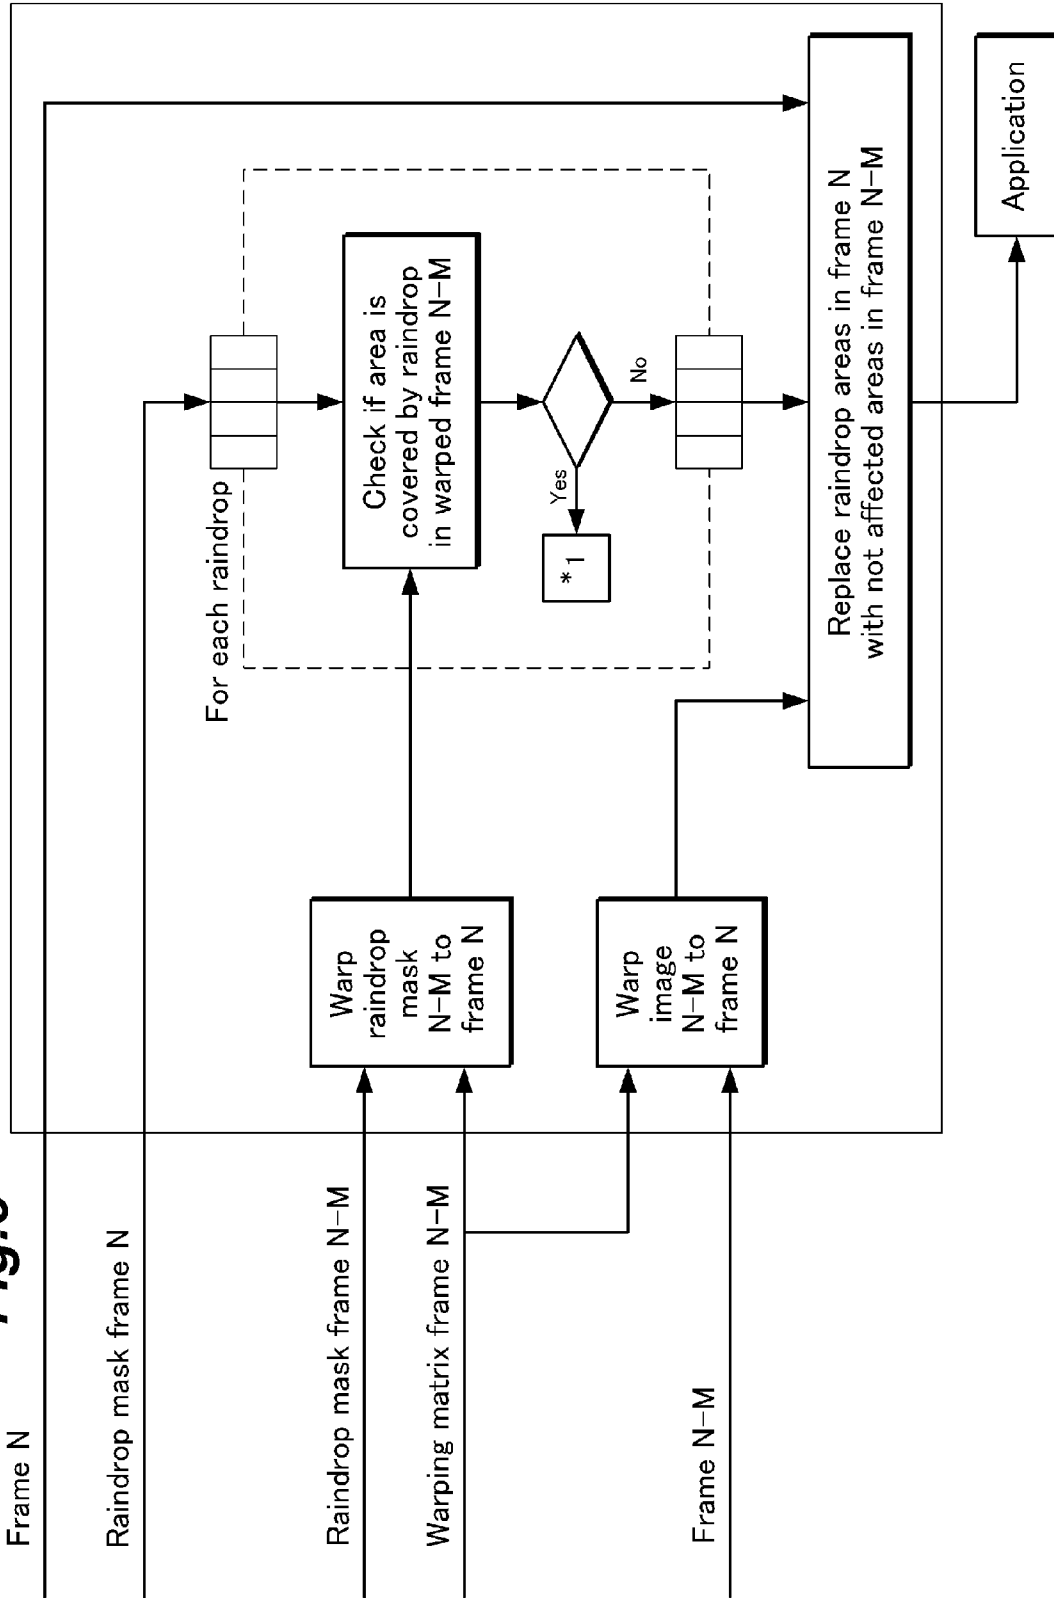 Fig.
Frame N
Raindrop mask frame N
For each raindrop
Raindrop mask frame N-M
Warping matrix frame N-M
Warp
raindrop
mask
N-M to
frame N
Check if area is
covered by raindrop
in warped frame N-M
Yes
No
*1
Frame N-M
Warp
image
N-M to
frame N
Replace raindrop areas in frame N
with not affected areas in frame N-M
Application